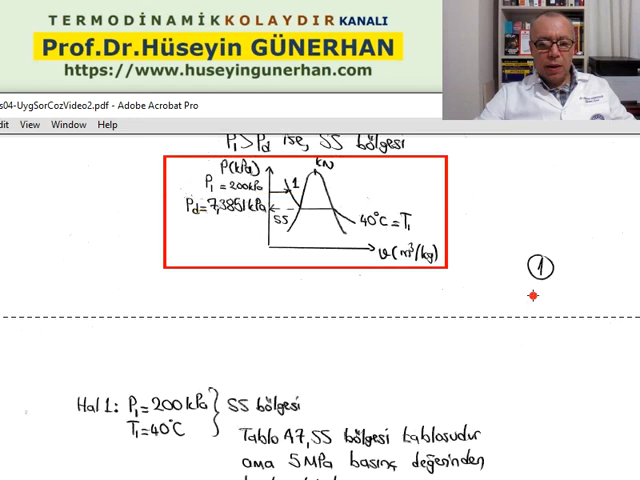 TERMODİNAMİKKOLAYDIR KANALI
Prof.Dr.Hüseyin GÜNERHAN
https://www.huseyingunerhan.com
s04-UygSorCozVideo2.pdf - Adobe Acrobat Pro
dit View Window Help
P₁>Pd ise, SS bölgesi
P(kPa)
KN
P₁ = 200kPa
1
Pd=7,3851kPa
SS
40°C=T₁
v(m³/kg)
1
Hal 1: P₁=200kPa
T₁=40°C
SS bölgesi
Tablo A7, SS bölgesi tablosudur
ama 5MPa basınç değerinden